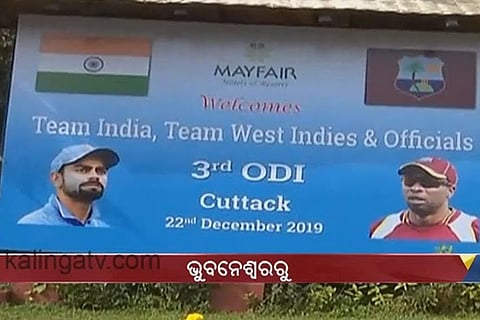 MAYFAIR
Hotels & Resorts
Welcomes
Team India, Team West Indies & Officials
3rd ODI
Cuttack
22nd December 2019
kalingatv.com
ଭୁବନେଶ୍ୱରରୁ